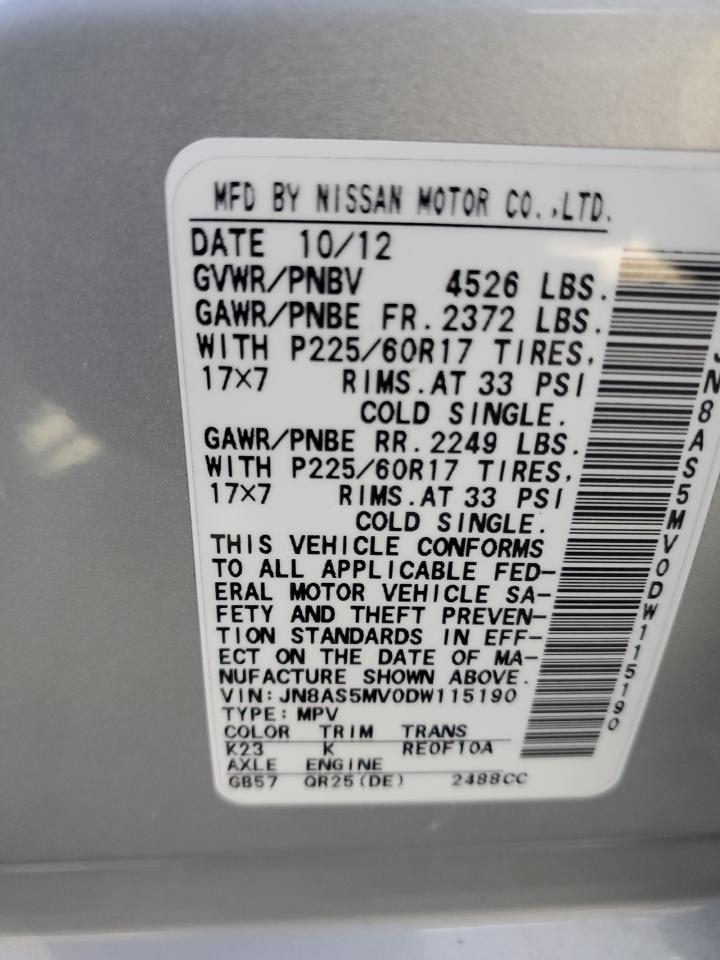 MFD BY NISSAN MOTOR CO.,LTD.
DATE 10/12
GVWR/PNBV 4526 LBS.
GAWR/PNBE FR. 2372 LBS.
WITH P225/60R17 TIRES,
17×7 RIMS. AT 33 PSI
COLD SINGLE.
GAWR/PNBE RR. 2249 LBS.
WITH P225/60R17 TIRES,
17×7 RIMS. AT 33 PSI
COLD SINGLE.
THIS VEHICLE CONFORMS
TO ALL APPLICABLE FED-
ERAL MOTOR VEHICLE SA-
FETY AND THEFT PREVEN-
TION STANDARDS IN EFF-
ECT ON THE DATE OF MA-
NUFACTURE SHOWN ABOVE.
VIN: JN8AS5MV0DW115190
TYPE: MPV
COLOR TRIM TRANS
K23 K RE0F10A
AXLE ENGINE
GB57 QR25(DE) 2488CC
JN8AS5MV0DW115190